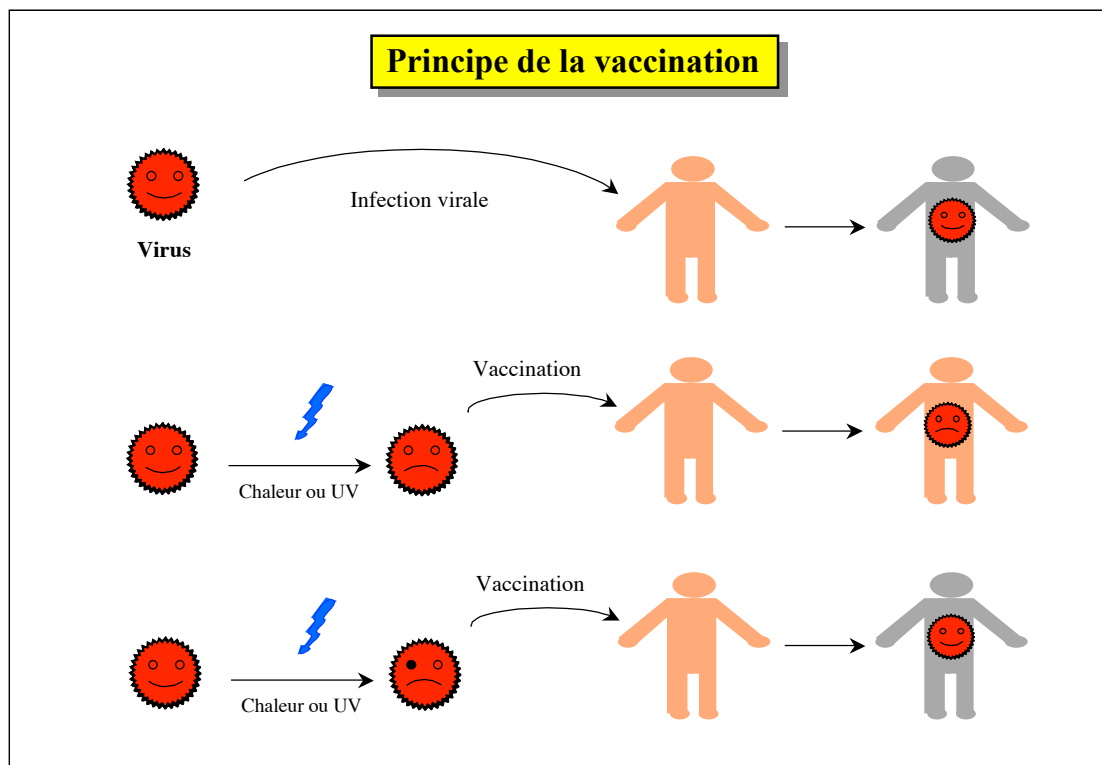 Principe de la vaccination
Infection virale
Virus
Vaccination
Chaleur ou UV
Vaccination
Chaleur ou UV